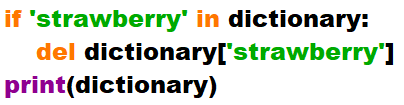 if 'strawberry' in dictionary:
    del dictionary['strawberry']
print(dictionary)